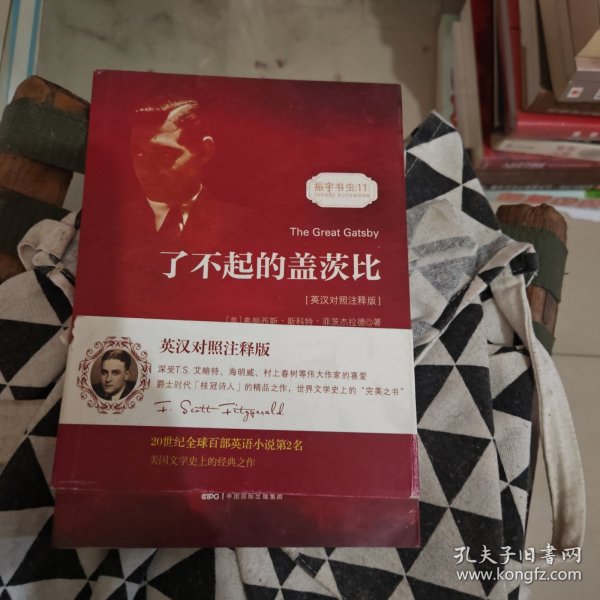 振宇书虫 11
ZHENYU BOOKWORM
The Great Gatsby
了不起的盖茨比
[英汉对照注释版]
[美]弗朗西斯·斯科特·菲茨杰拉德◎著
英汉对照注释版
深受T.S. 艾略特、海明威、村上春树等伟大作家的喜爱
爵士时代「桂冠诗人」的精品之作，世界文学史上的“完美之书”
F. Scott Fitzgerald
20世纪全球百部英语小说第2名
美国文学史上的经典之作
CIPG 中国国际出版集团
孔夫子旧书网
www.kongfz.com